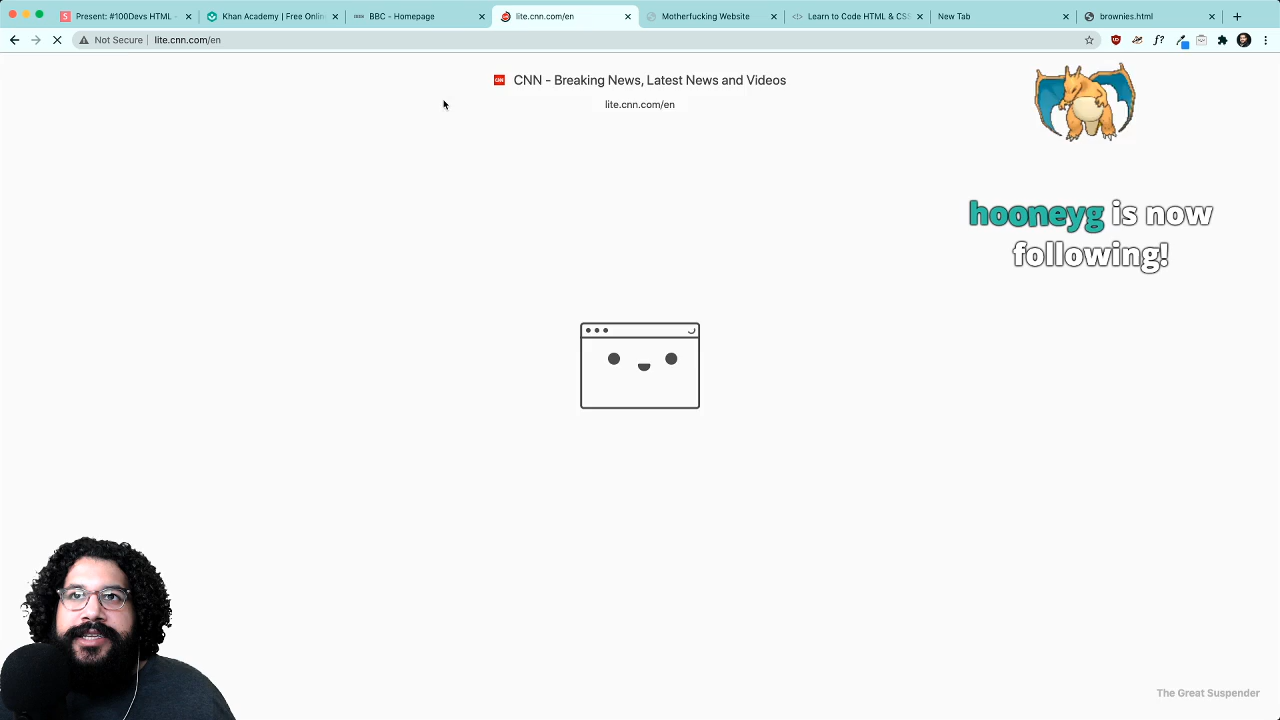 Present: #100Devs HTML -
Khan Academy | Free Onlin
BBC - Homepage
lite.cnn.com/en
Motherfucking Website
Learn to Code HTML & CSS
New Tab
brownies.html
Not Secure
lite.cnn.com/en
CNN - Breaking News, Latest News and Videos
lite.cnn.com/en
hooneyg is now
following!
The Great Suspender